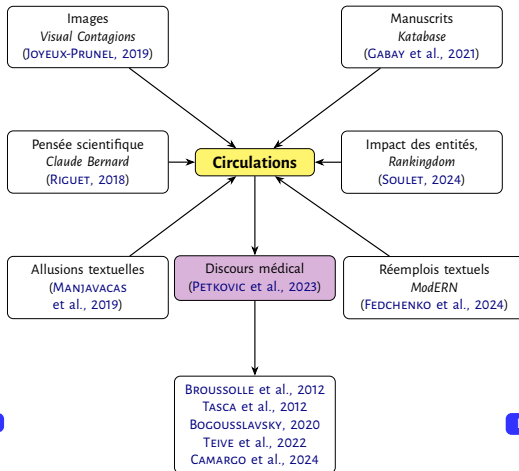 Images
Visual Contagions
(Joyeux-Prunel, 2019)
Manuscrits
Katabase
(Gabay et al., 2021)
Pensée scientifique
Claude Bernard
(Riguet, 2018)
Circulations
Impact des entités,
Rankingdom
(Soulet, 2024)
Allusions textuelles
(Manjavacas
et al., 2019)
Discours médical
(Petkovic et al., 2023)
Réemplois textuels
ModERN
(Fedchenko et al., 2024)
Broussolle et al., 2012
Tasca et al., 2012
Bogousslavsky, 2020
Teive et al., 2022
Camargo et al., 2024